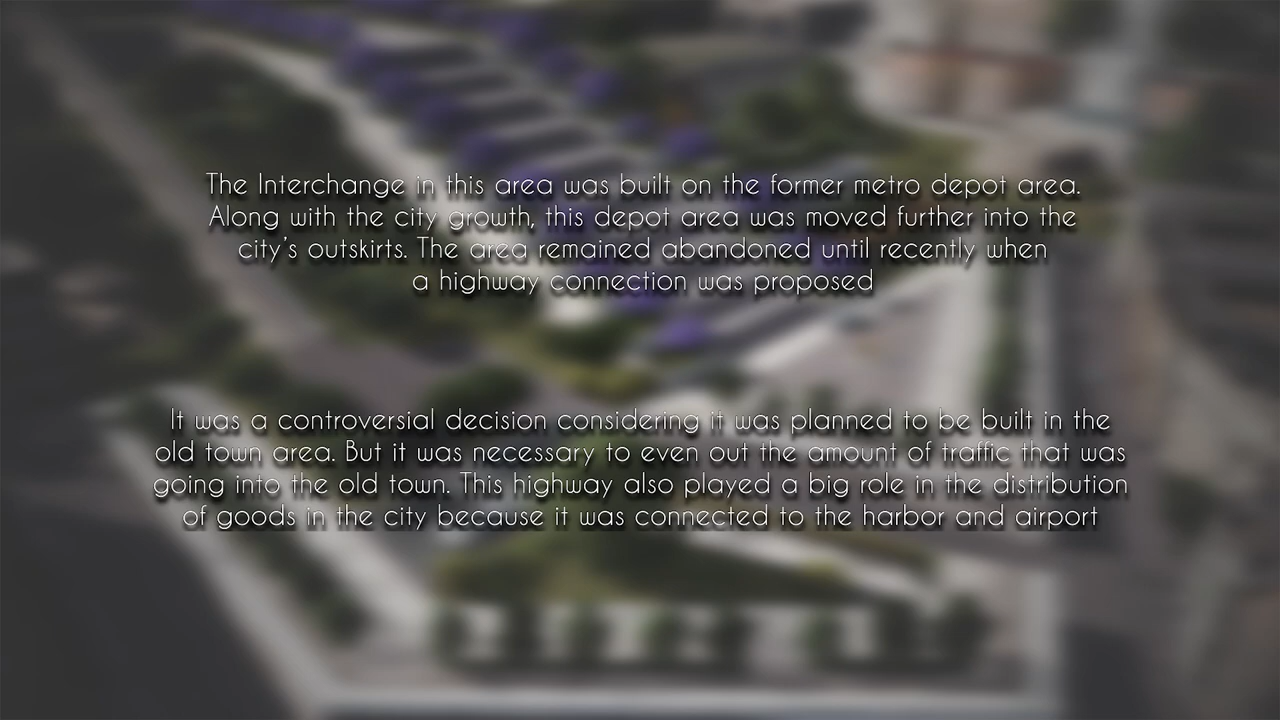 The Interchange in this area was built on the former metro depot area.
Along with the city growth, this depot area was moved further into the
city's outskirts. The area remained abandoned until recently when
a highway connection was proposed
It was a controversial decision considering it was planned to be built in the
old town area. But it was necessary to even out the amount of traffic that was
going into the old town. This highway also played a big role in the distribution
of goods in the city because it was connected to the harbor and airport